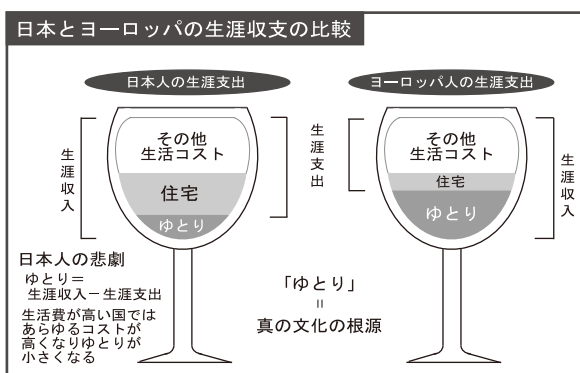 日本とヨーロッパの生涯収支の比較
日本人の生涯支出
ヨーロッパ人の生涯支出
生涯収入
その他
生活コスト
住宅
ゆとり
生涯支出
その他
生活コスト
住宅
ゆとり
生涯収入
日本人の悲劇
ゆとり＝
生涯収入－生涯支出
生活費が高い国では
あらゆるコストが
高くなりゆとりが
小さくなる
「ゆとり」
＝
真の文化の根源